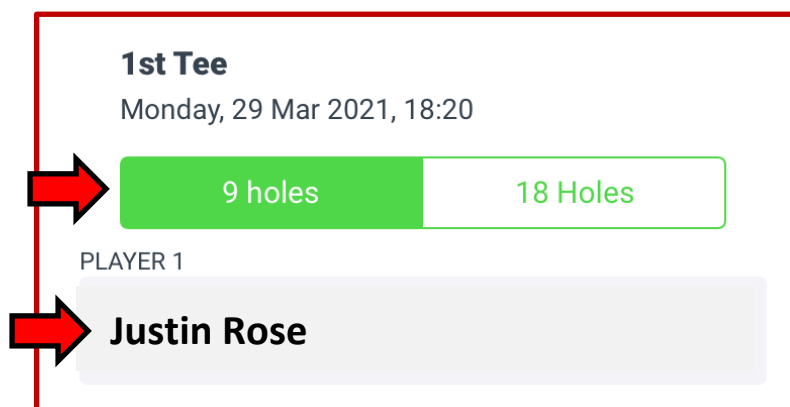 1st Tee
Monday, 29 Mar 2021, 18:20
9 holes 18 Holes
PLAYER 1
Justin Rose